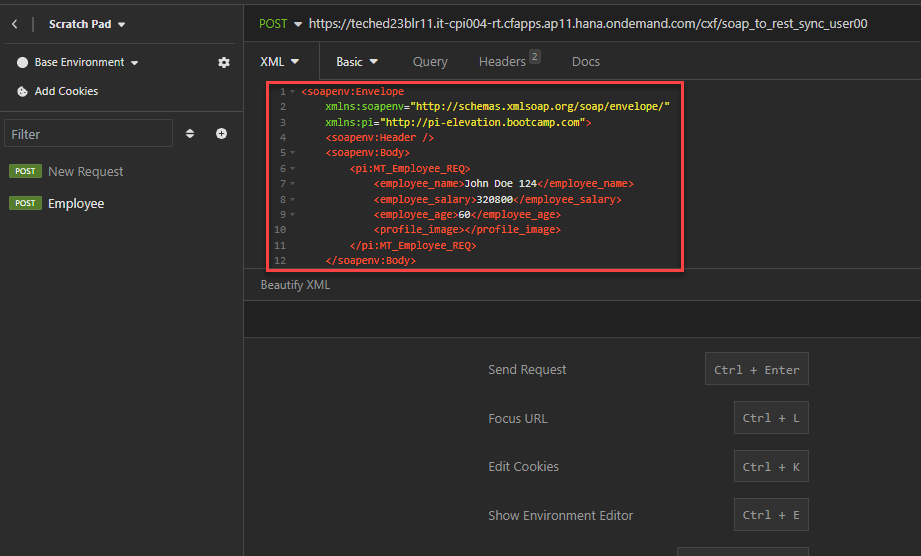 Scratch Pad
Base Environment
Add Cookies
Filter
POST New Request
POST Employee
POST https://teched23blr11.it-cpi004-rt.cfapps.ap11.hana.ondemand.com/cxf/soap_to_rest_sync_user00
XML Basic Query Headers 2 Docs
1 <soapenv:Envelope
2 xmlns:soapenv="http://schemas.xmlsoap.org/soap/envelope/"
3 xmlns:pi="http://pi-elevation.bootcamp.com">
4 <soapenv:Header />
5 <soapenv:Body>
6 <pi:MT_Employee_REQ>
7 <employee_name>John Doe 124</employee_name>
8 <employee_salary>320800</employee_salary>
9 <employee_age>60</employee_age>
10 <profile_image></profile_image>
11 </pi:MT_Employee_REQ>
12 </soapenv:Body>
Beautify XML
Send Request Ctrl + Enter
Focus URL Ctrl + L
Edit Cookies Ctrl + K
Show Environment Editor Ctrl + E